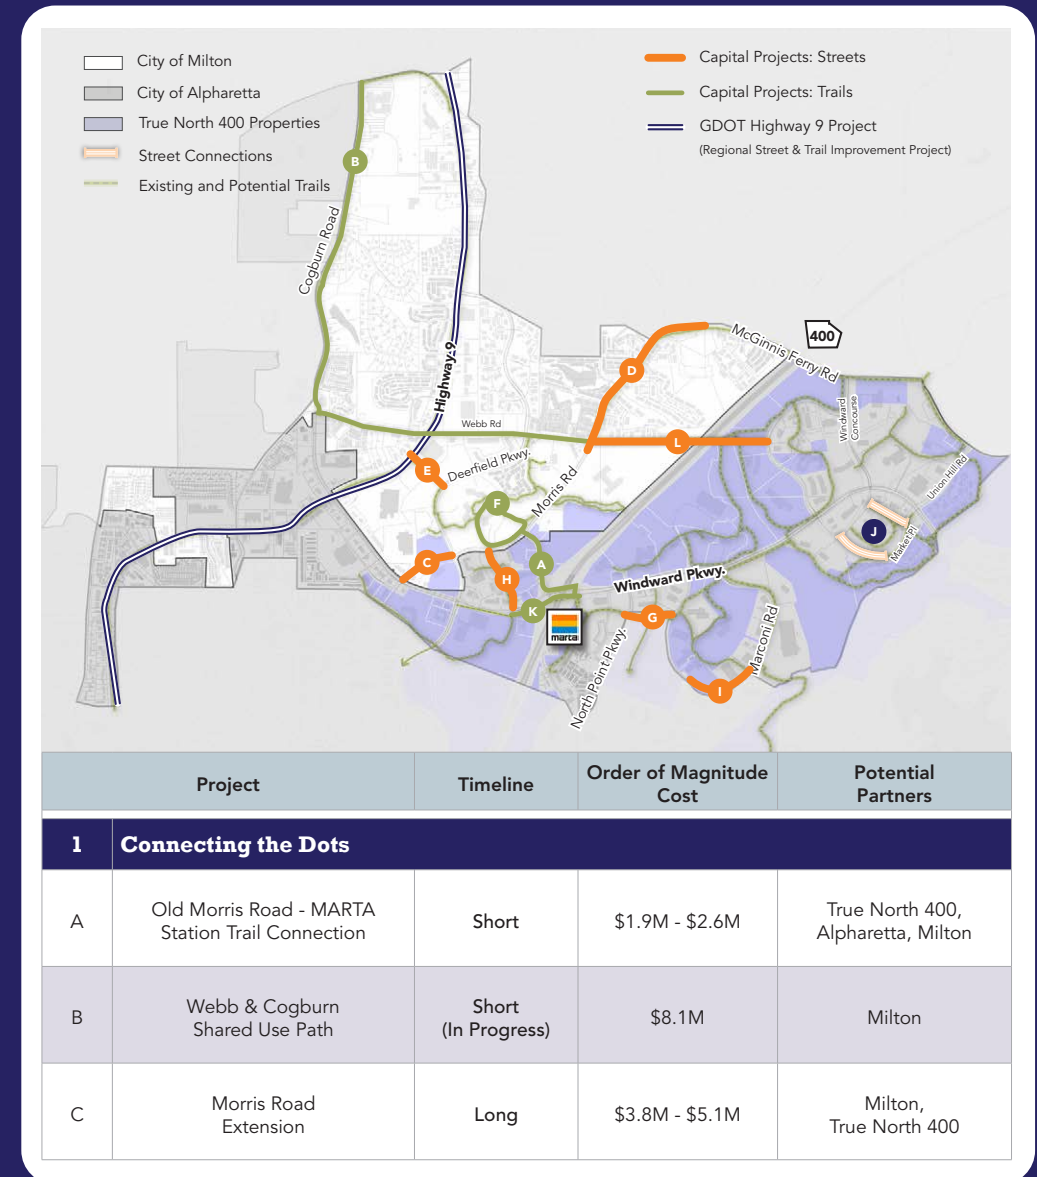 City of Milton
City of Alpharetta
True North 400 Properties
Street Connections
Existing and Potential Trails
Capital Projects: Streets
Capital Projects: Trails
GDOT Highway 9 Project
(Regional Street & Trail Improvement Project)
B
Cogburn Road
Highway 9
400
McGinnis Ferry Rd
D
Webb Rd
L
Windward
Concourse
E
Deerfield Pkwy.
Morris Rd
Union Hill Rd
F
J
Market Pl
C
H
A
Windward Pkwy.
K
marta
G
North Point Pkwy.
Marconi Rd
I
Project
Timeline
Order of Magnitude
Cost
Potential
Partners
1
Connecting the Dots
A
Old Morris Road - MARTA
Station Trail Connection
Short
$1.9M - $2.6M
True North 400,
Alpharetta, Milton
B
Webb & Cogburn
Shared Use Path
Short
(In Progress)
$8.1M
Milton
C
Morris Road
Extension
Long
$3.8M - $5.1M
Milton,
True North 400